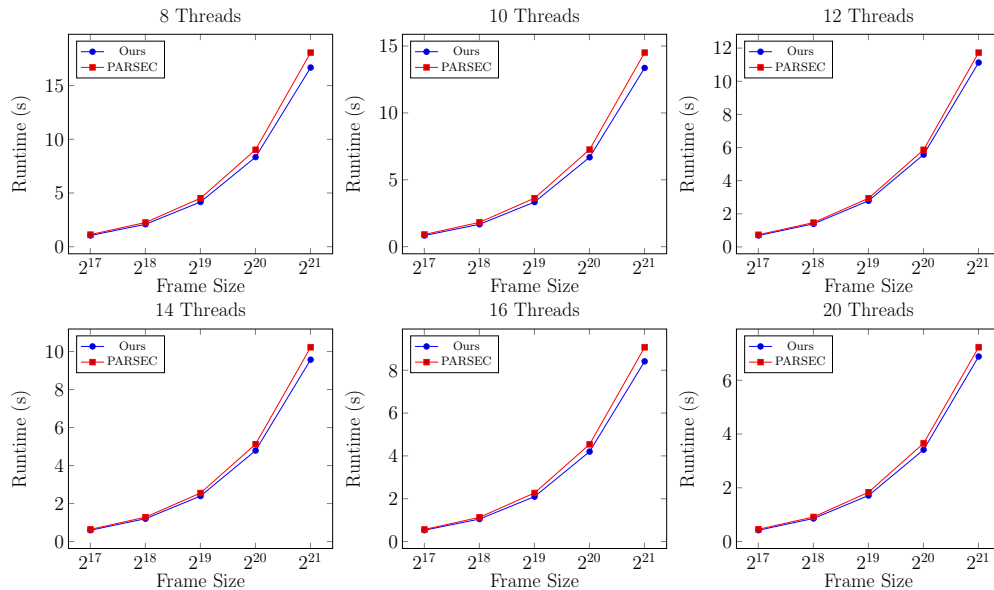 8 Threads
Ours
PARSEC
Runtime (s)
15
10
5
0
2^17 2^18 2^19 2^20 2^21
Frame Size
10 Threads
Ours
PARSEC
Runtime (s)
15
10
5
0
2^17 2^18 2^19 2^20 2^21
Frame Size
12 Threads
Ours
PARSEC
Runtime (s)
12
10
8
6
4
2
0
2^17 2^18 2^19 2^20 2^21
Frame Size
14 Threads
Ours
PARSEC
Runtime (s)
10
8
6
4
2
0
2^17 2^18 2^19 2^20 2^21
Frame Size
16 Threads
Ours
PARSEC
Runtime (s)
8
6
4
2
0
2^17 2^18 2^19 2^20 2^21
Frame Size
20 Threads
Ours
PARSEC
Runtime (s)
6
4
2
0
2^17 2^18 2^19 2^20 2^21
Frame Size